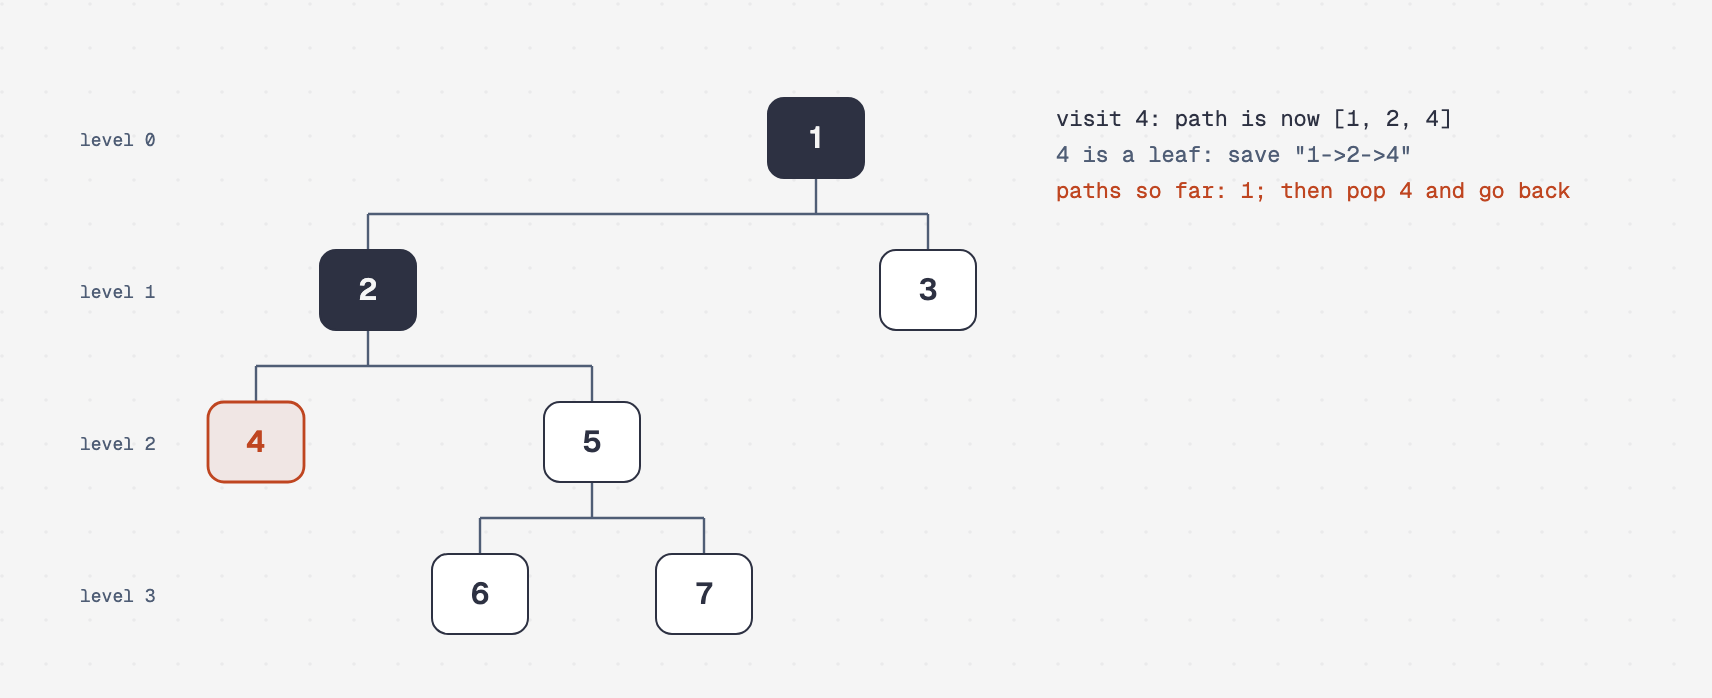 1
level 0
visit 4: path is now [1, 2, 4]
4 is a leaf: save "1->2->4"
paths so far: 1; then pop 4 and go back
level 1
2
3
level 2
4
5
level 3
6
7